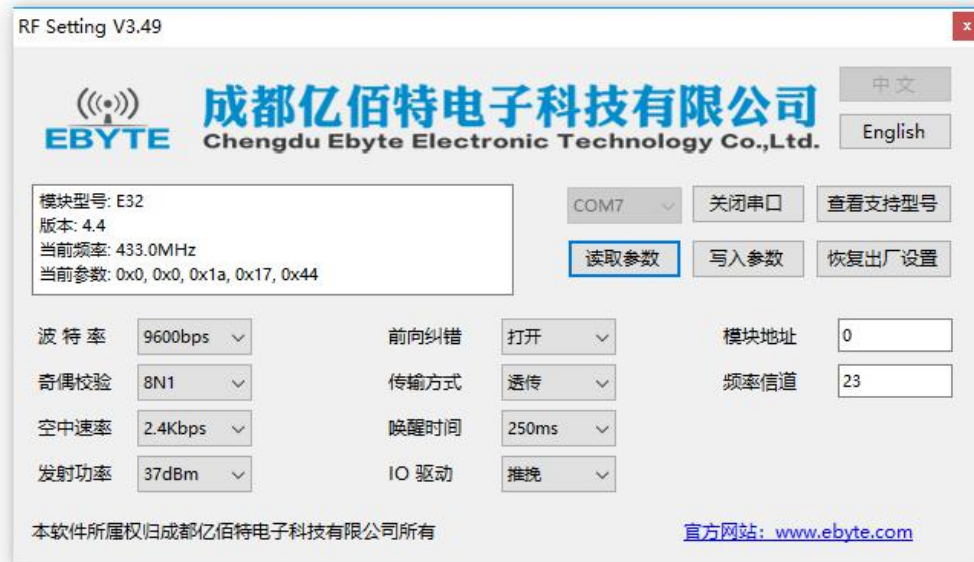 RF Setting V3.49
x
EBYTE
成都亿佰特电子科技有限公司
Chengdu Ebyte Electronic Technology Co.,Ltd.
中 文
English
模块型号: E32
版本: 4.4
当前频率: 433.0MHz
当前参数: 0x0, 0x0, 0x1a, 0x17, 0x44
COM7
关闭串口
查看支持型号
读取参数
写入参数
恢复出厂设置
波 特 率 9600bps
前向纠错 打开
模块地址 0
奇偶校验 8N1
传输方式 透传
频率信道 23
空中速率 2.4Kbps
唤醒时间 250ms
发射功率 37dBm
IO 驱动 推挽
本软件所属权归成都亿佰特电子科技有限公司所有
官方网站: www.ebyte.com